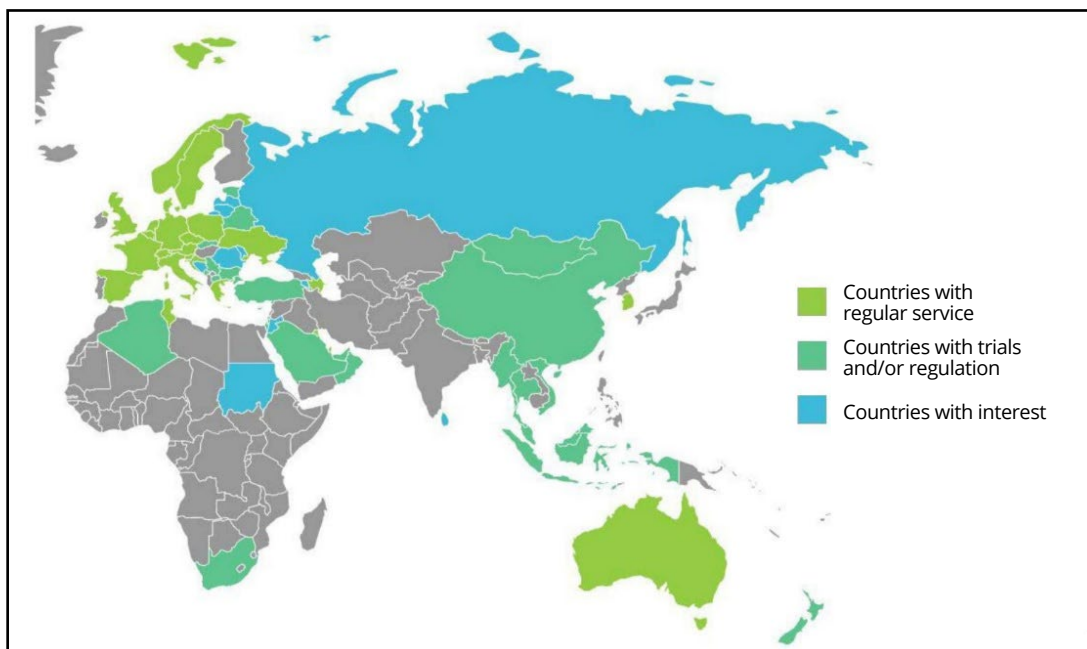 Countries with
regular service
Countries with trials
and/or regulation
Countries with interest